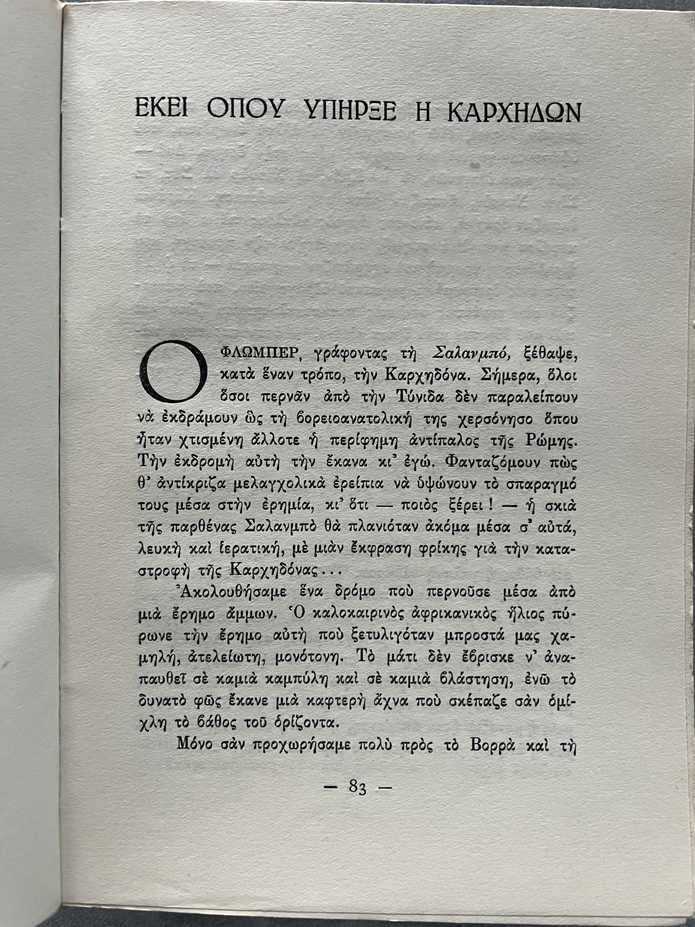 ΕΚΕΙ ΟΠΟΥ ΥΠΗΡΞΕ Η ΚΑΡΧΗΔΩΝ
Ο ΦΛΩΜΠΕΡ, γράφοντας τὴ Σαλανμπό, ξέθαψε,
κατὰ ἕναν τρόπο, τὴν Καρχηδόνα. Σήμερα, ὅλοι
ὅσοι περνᾶν ἀπὸ τὴν Τύνιδα δὲν παραλείπουν
νὰ ἐκδράμουν ὣς τὴ βορειοανατολική της χερσόνησο ὅπου
ἦταν χτισμένη ἄλλοτε ἡ περίφημη ἀντίπαλος τῆς Ρώμης.
Τὴν ἐκδρομὴ αὐτὴ τὴν ἔκανα κι᾿ ἐγώ. Φανταζόμουν πὼς
θ᾿ ἀντίκριζα μελαγχολικὰ ἐρείπια νὰ ὑψώνουν τὸ σπαραγμό
τους μέσα στὴν ἐρημία, κι᾿ ὅτι — ποιὸς ξέρει! — ἡ σκιὰ
τῆς παρθένας Σαλανμπὸ θὰ πλανιόταν ἀκόμα μέσα σ᾿ αὐτά,
λευκὴ καὶ ἱερατική, μὲ μιὰν ἔκφραση φρίκης γιὰ τὴν κατα-
στροφὴ τῆς Καρχηδόνας...
Ἀκολουθήσαμε ἕνα δρόμο ποὺ περνοῦσε μέσα ἀπὸ
μιὰ ἔρημο ἄμμων. Ὁ καλοκαιρινὸς ἀφρικανικὸς ἥλιος πύ-
ρωνε τὴν ἔρημο αὐτὴ ποὺ ξετυλιγόταν μπροστά μας χα-
μηλή, ἀτελείωτη, μονότονη. Τὸ μάτι δὲν ἔβρισκε ν᾿ ἀνα-
παυθεῖ σὲ καμιὰ καμπύλη καὶ σὲ καμιὰ βλάστηση, ἐνῶ τὸ
δυνατὸ φῶς ἔκανε μιὰ καφτερὴ ἄχνα ποὺ σκέπαζε σὰν ὁμί-
χλη τὸ βάθος τοῦ ὁρίζοντα.
Μόνο σὰν προχωρήσαμε πολὺ πρὸς τὸ Βορρὰ καὶ τὴ
— 83 —